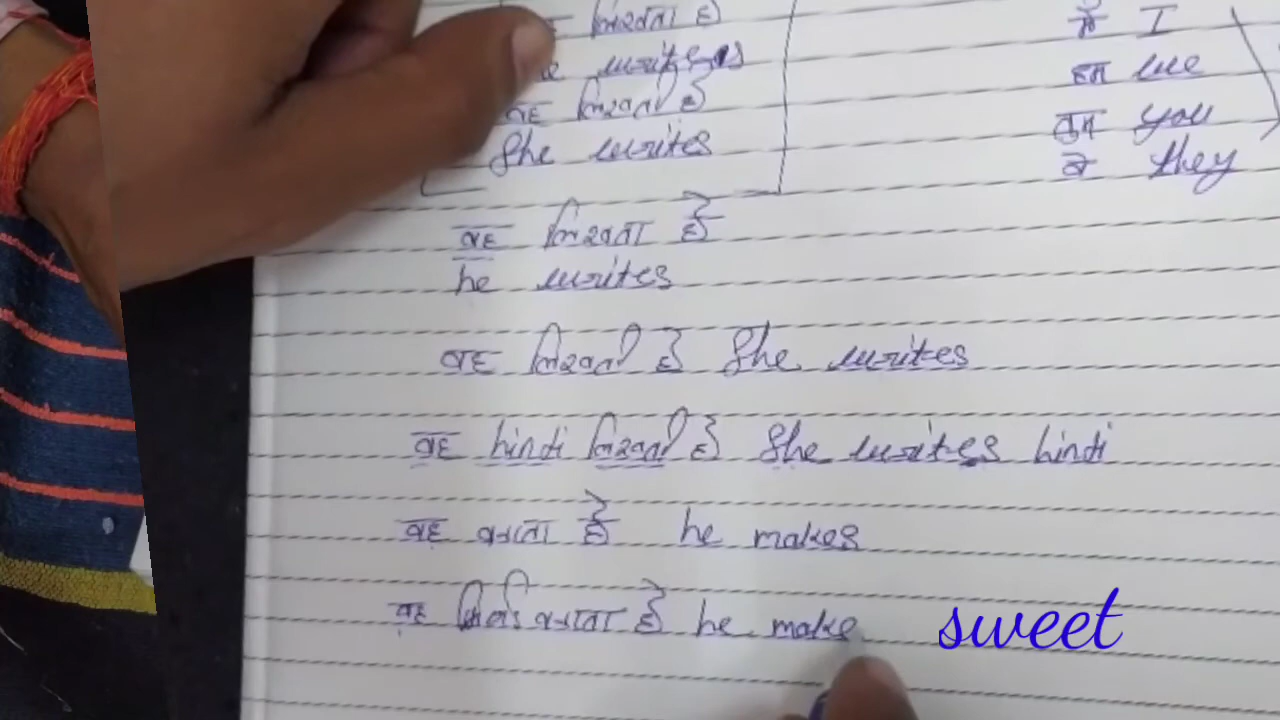 लिखता है
he writes
वह लिखती है
She writes
मैं I
हम we
तुम you
वे they
वह लिखता है
he writes
वह लिखती है She writes
वह hindi लिखती है She writes hindi
वह बनाता है he makes
वह बनाता है he make sweet